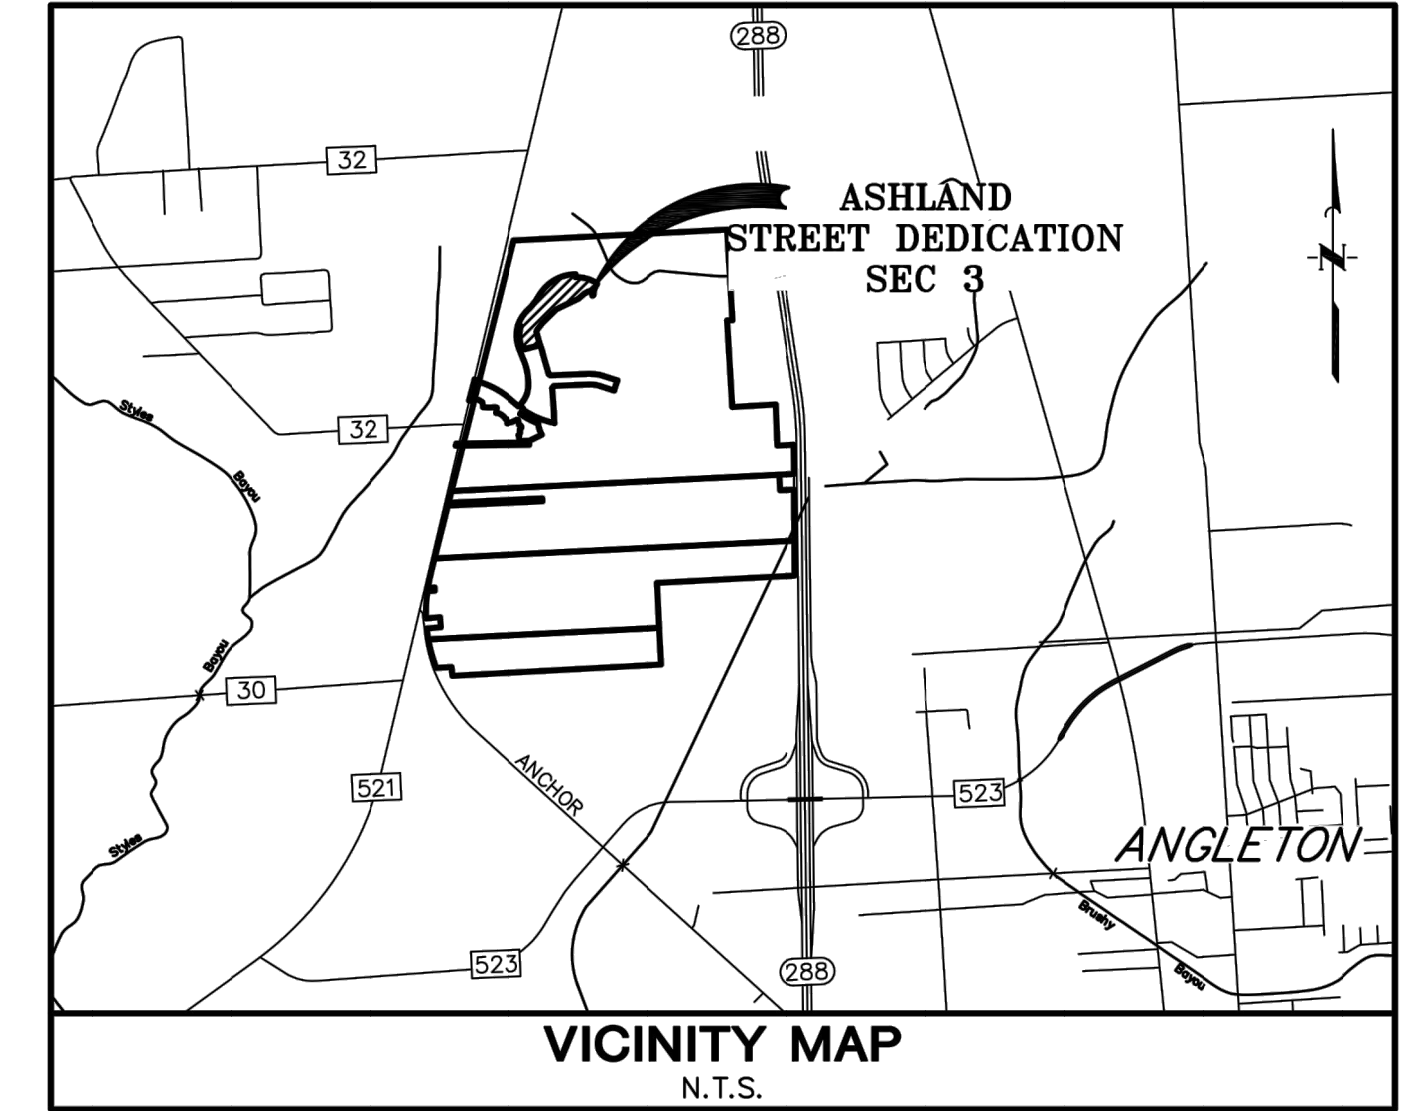 288
32
ASHLAND
STREET DEDICATION
SEC 3
N
Styles
32
Bayou
Bayou
30
ANCHOR
521
523
ANGLETON
Styles
Brushy
523
288
Bayou
VICINITY MAP
N.T.S.